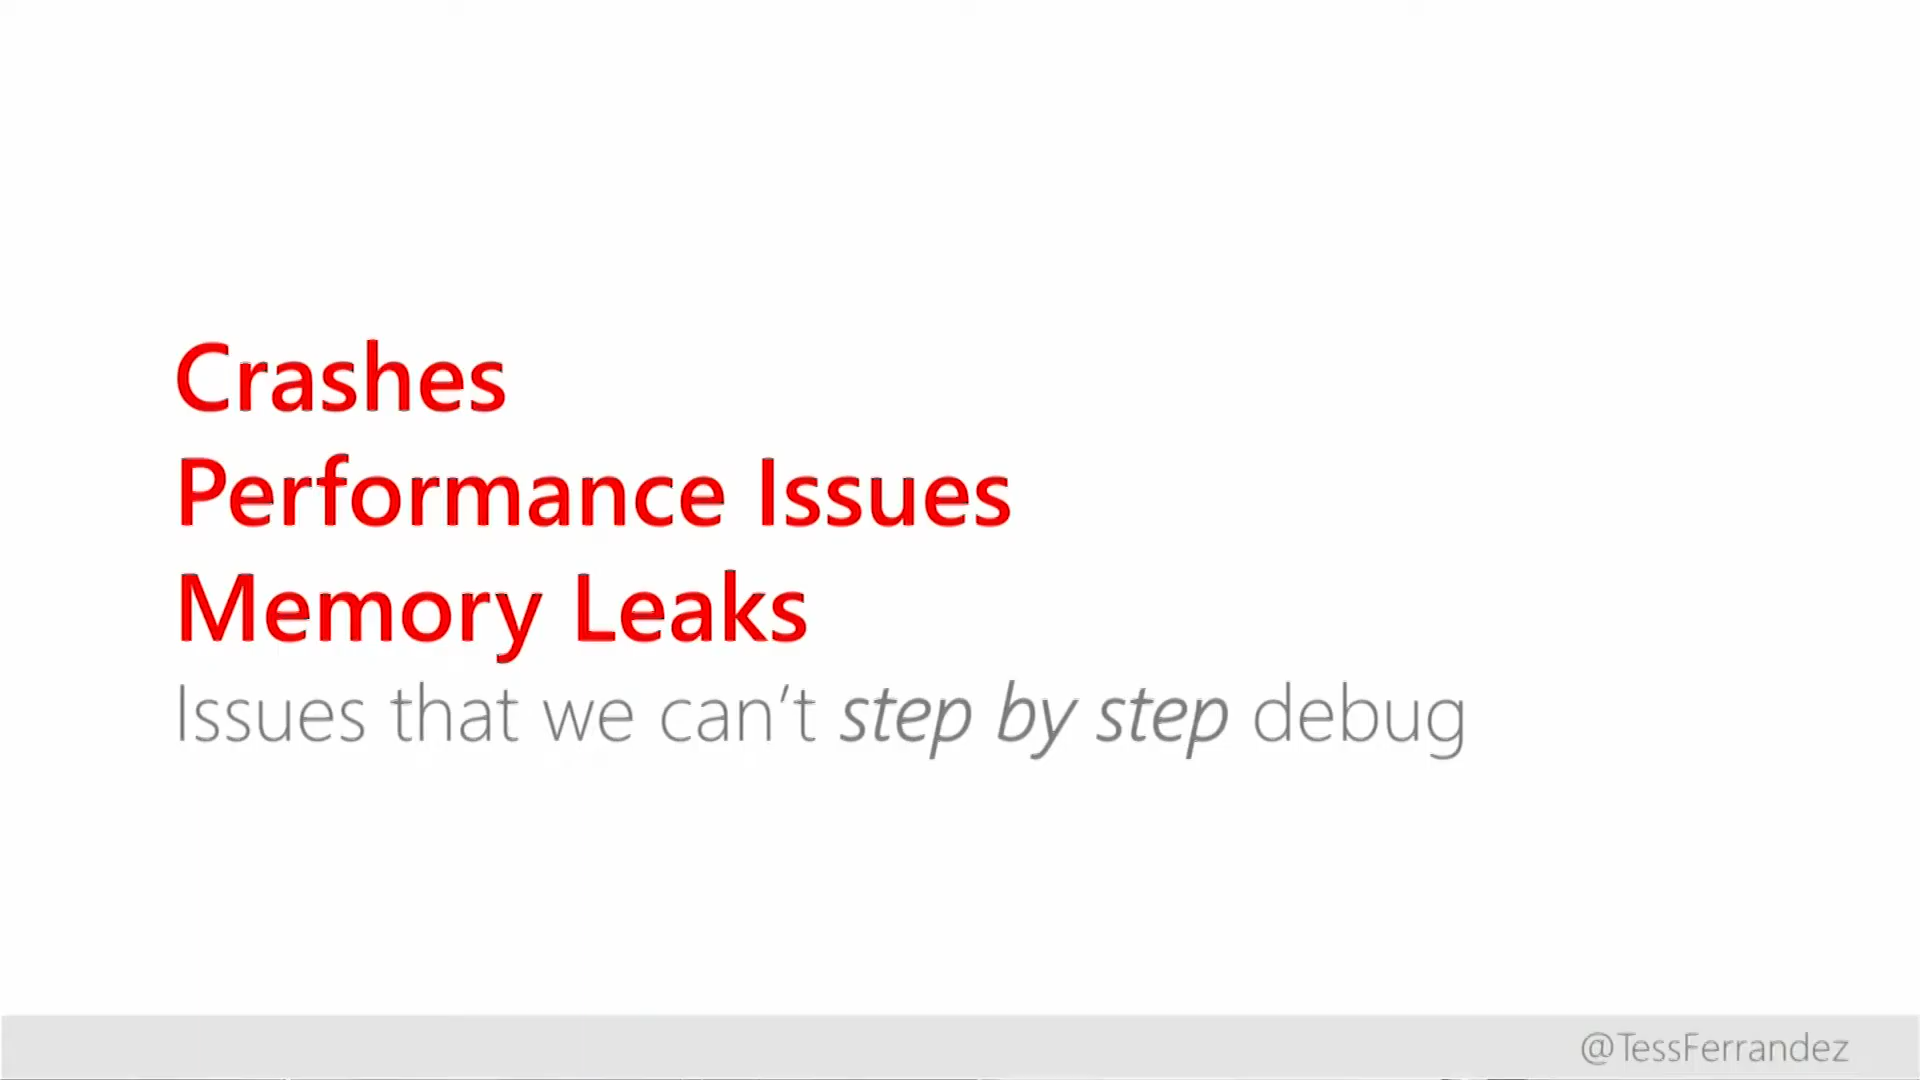 Crashes
Performance Issues
Memory Leaks
Issues that we can't step by step debug
@TessFerrandez